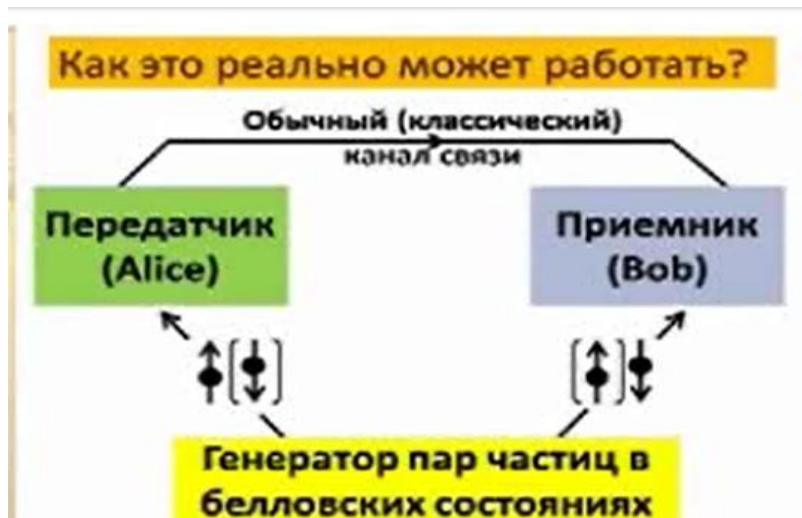 Как это реально может работать?
Обычный (классический)
канал связи
Передатчик
(Alice)
Приемник
(Bob)
Генератор пар частиц в
белловских состояниях